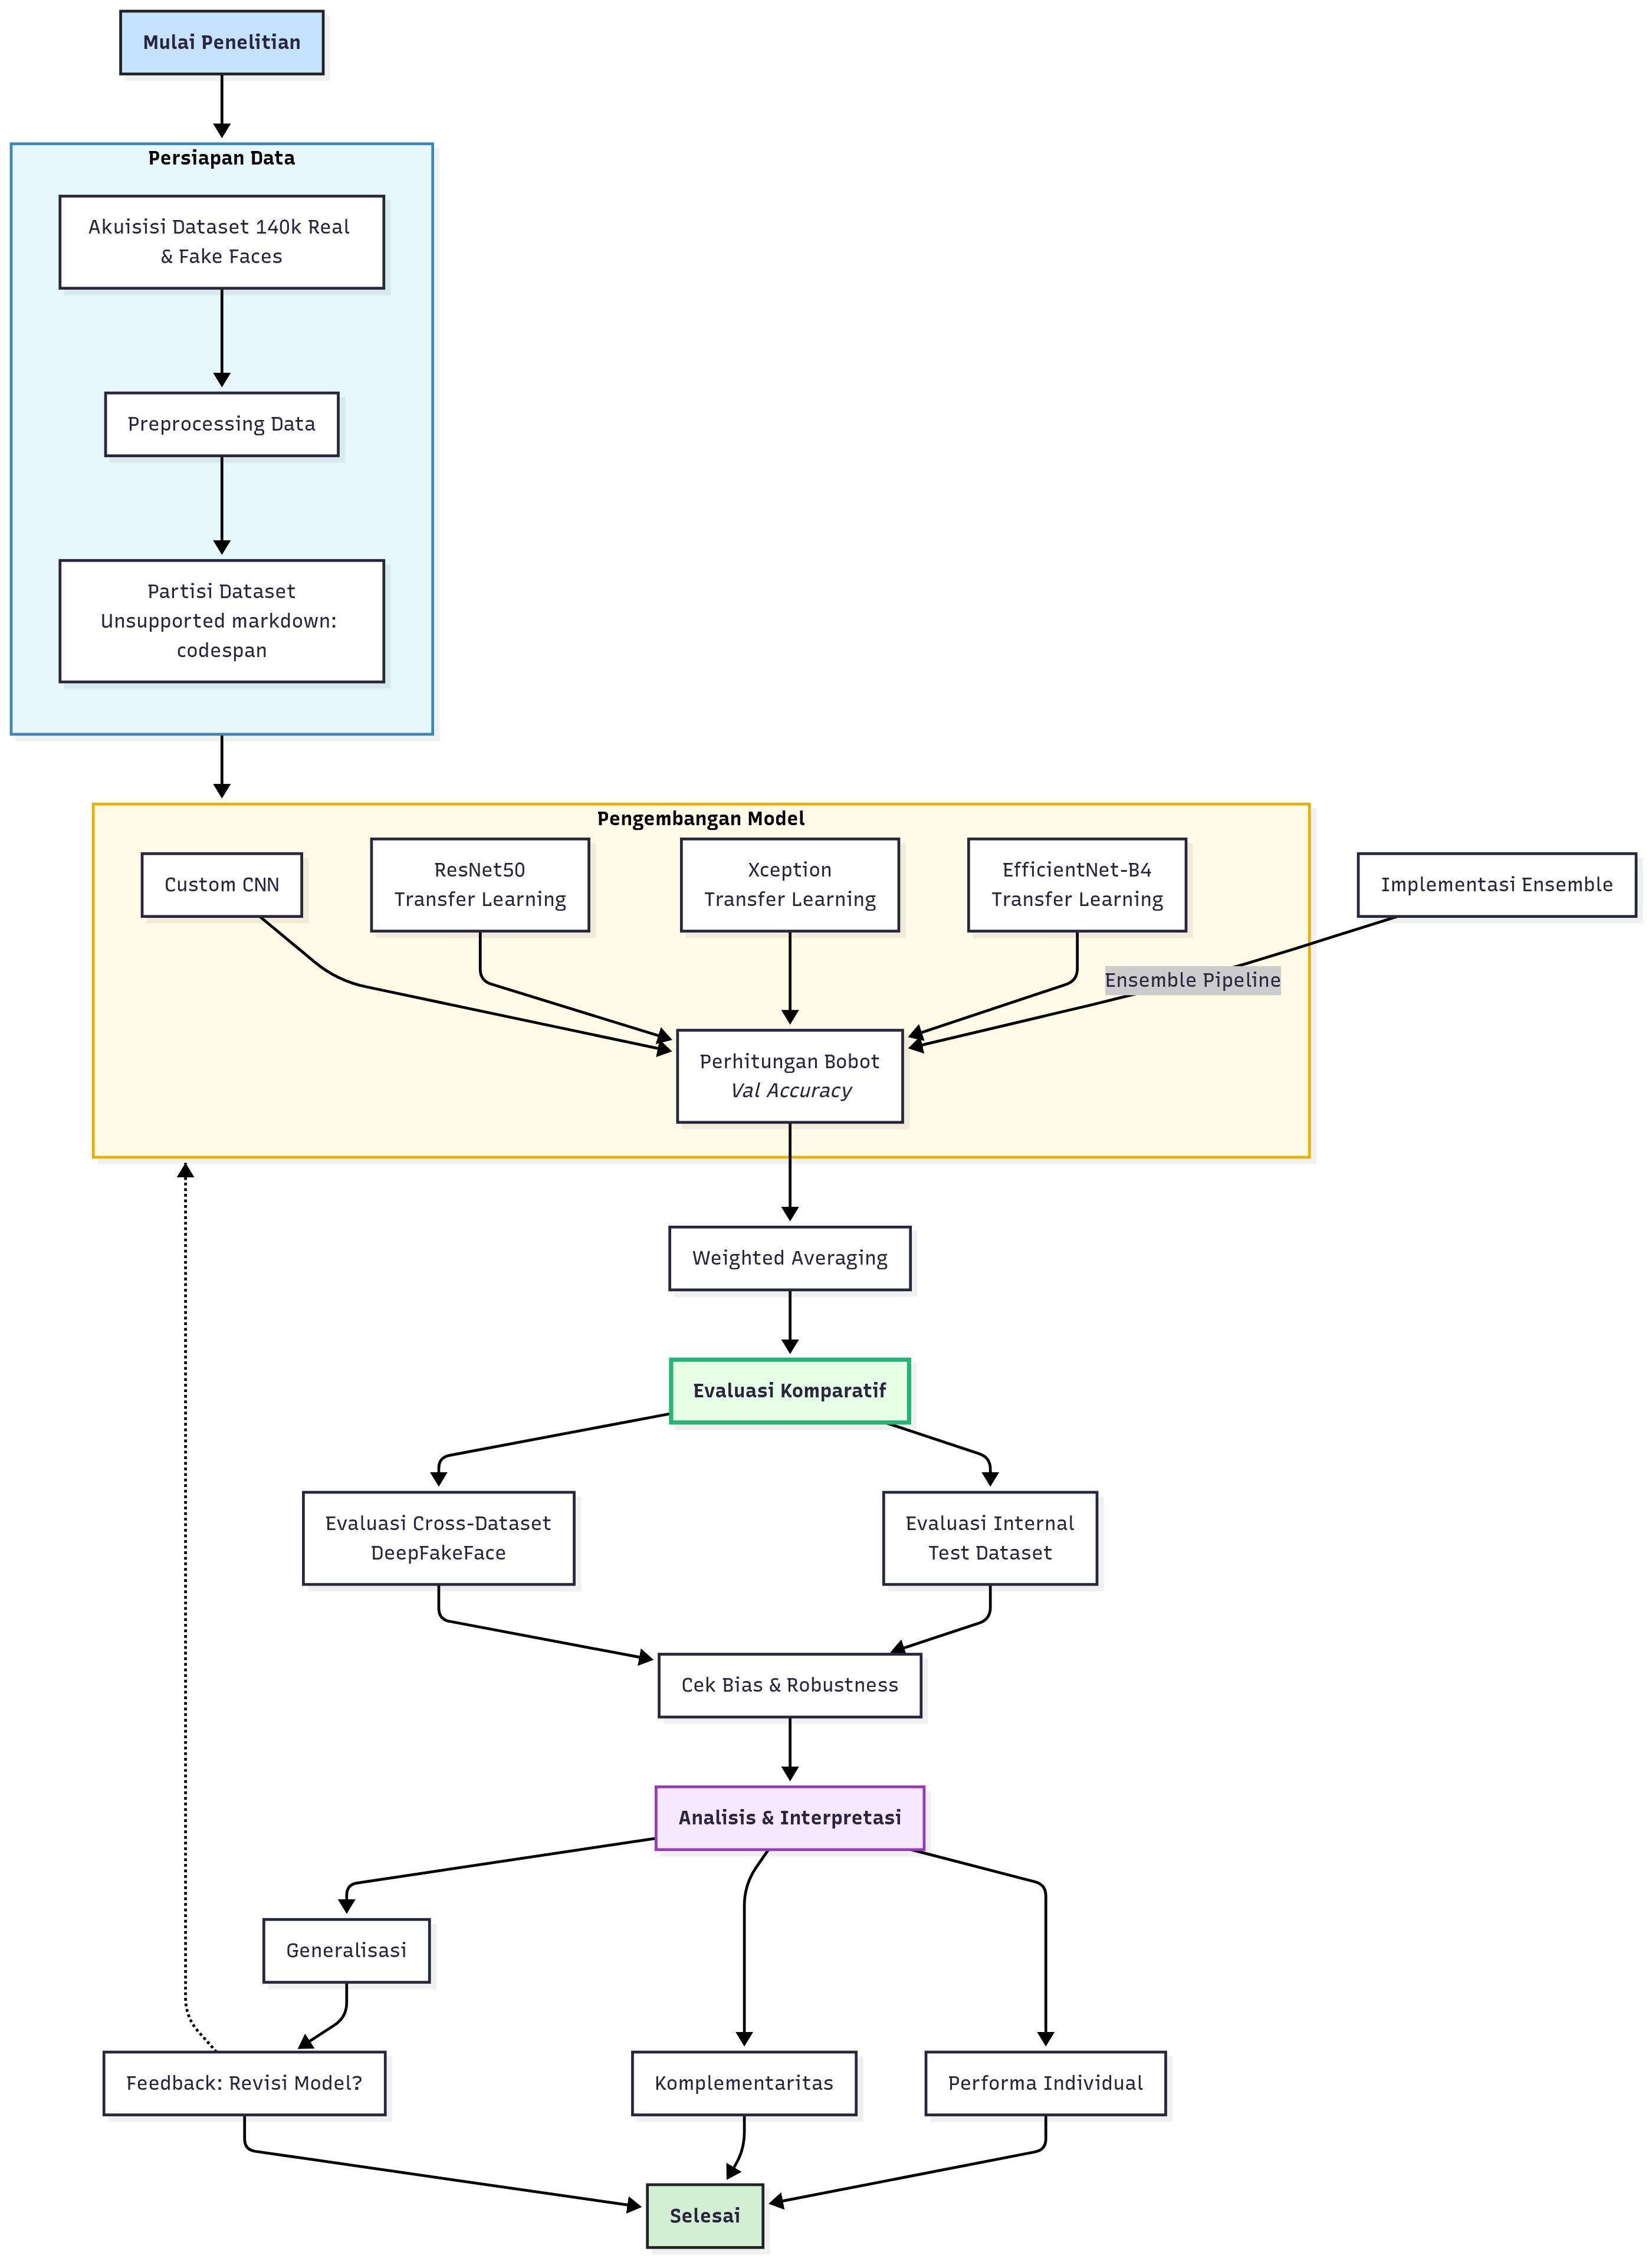 Mulai Penelitian
Persiapan Data
Akuisisi Dataset 140k Real
& Fake Faces
Preprocessing Data
Partisi Dataset
Unsupported markdown:
codespan
Pengembangan Model
Custom CNN
ResNet50
Transfer Learning
Xception
Transfer Learning
EfficientNet-B4
Transfer Learning
Implementasi Ensemble
Ensemble Pipeline
Perhitungan Bobot
Val Accuracy
Weighted Averaging
Evaluasi Komparatif
Evaluasi Cross-Dataset
DeepFakeFace
Evaluasi Internal
Test Dataset
Cek Bias & Robustness
Analisis & Interpretasi
Generalisasi
Feedback: Revisi Model?
Komplementaritas
Performa Individual
Selesai